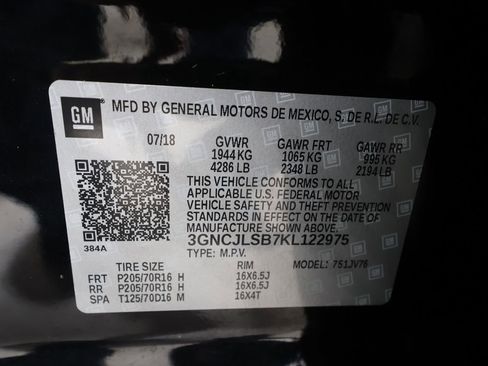 GM
MFD BY GENERAL MOTORS DE MEXICO, S. DE R.L. DE C.V.
07/18 GVWR GAWR FRT GAWR RR
1944 KG 1065 KG 995 KG
4286 LB 2348 LB 2194 LB
THIS VEHICLE CONFORMS TO ALL
APPLICABLE U.S. FEDERAL MOTOR
VEHICLE SAFETY AND THEFT PREVENTION
STANDARDS IN EFFECT ON THE DATE
OF MANUFACTURE SHOWN ABOVE.
3GNCJLSB7KL122975
384A
TYPE: M.P.V. MODEL: 751JV76
TIRE SIZE RIM
FRT P205/70R16 H 16X6.5J
RR P205/70R16 H 16X6.5J
SPA T125/70D16 M 16X4T